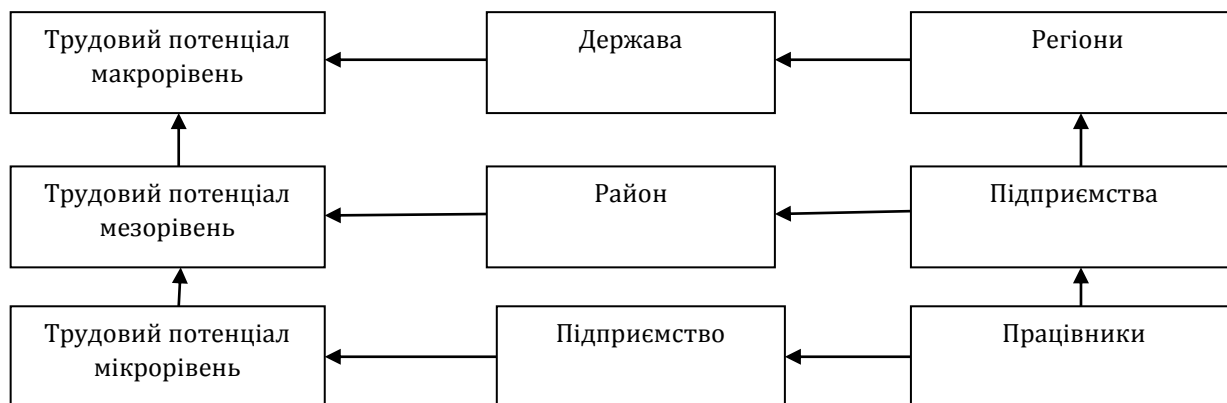 Трудовий потенціал
макрорівень
Держава
Регіони
Трудовий потенціал
мезорівень
Район
Підприємства
Трудовий потенціал
мікрорівень
Підприємство
Працівники